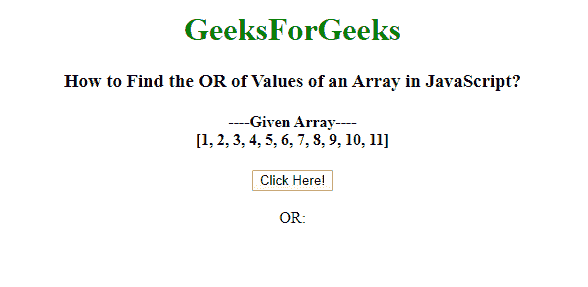 GeeksForGeeks
How to Find the OR of Values of an Array in JavaScript?
----Given Array----
[1, 2, 3, 4, 5, 6, 7, 8, 9, 10, 11]
Click Here!
OR: